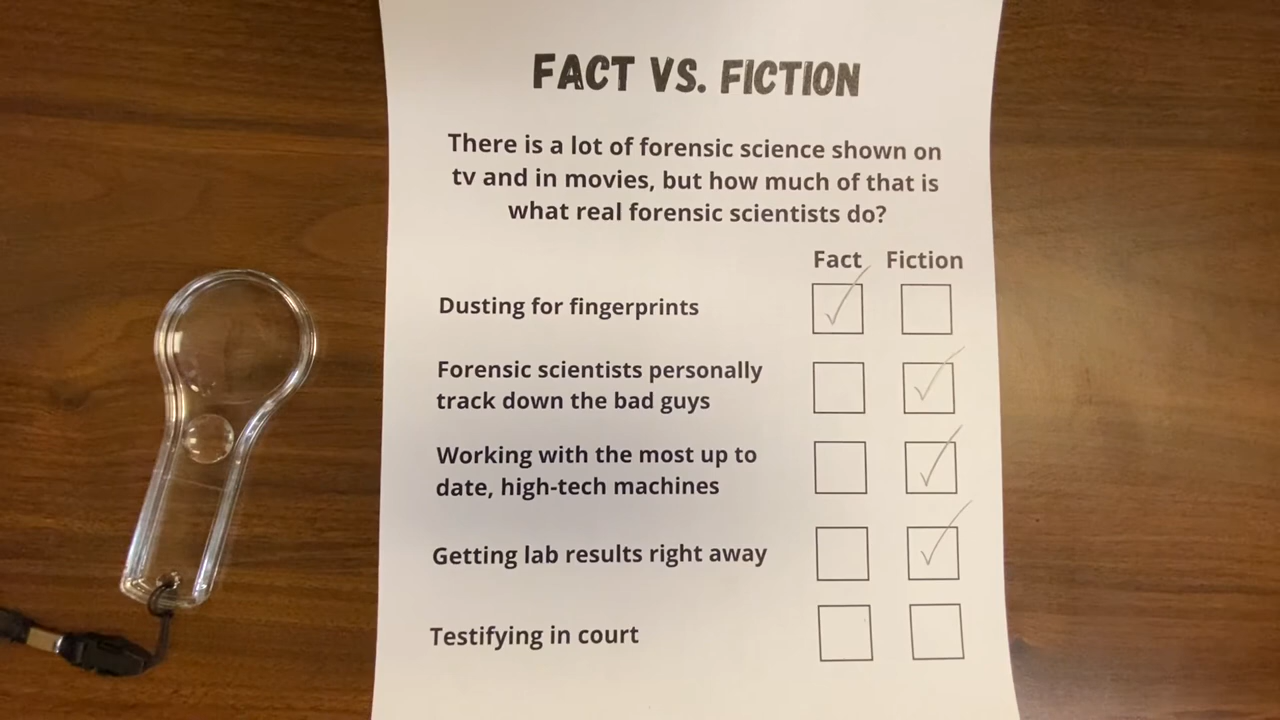 FACT VS. FICTION
There is a lot of forensic science shown on
tv and in movies, but how much of that is
what real forensic scientists do?
Fact Fiction
Dusting for fingerprints
Forensic scientists personally
track down the bad guys
Working with the most up to
date, high-tech machines
Getting lab results right away
Testifying in court